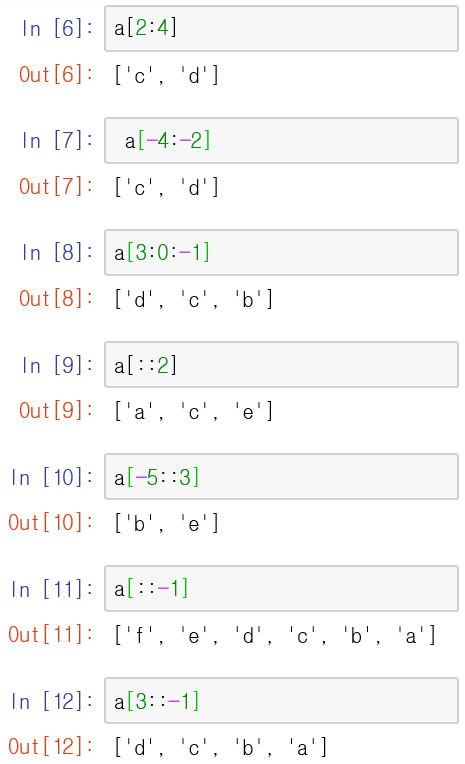 In [6]: a[2:4]
Out[6]: ['c', 'd']
In [7]: a[-4:-2]
Out[7]: ['c', 'd']
In [8]: a[3:0:-1]
Out[8]: ['d', 'c', 'b']
In [9]: a[::2]
Out[9]: ['a', 'c', 'e']
In [10]: a[-5::3]
Out[10]: ['b', 'e']
In [11]: a[::-1]
Out[11]: ['f', 'e', 'd', 'c', 'b', 'a']
In [12]: a[3::-1]
Out[12]: ['d', 'c', 'b', 'a']